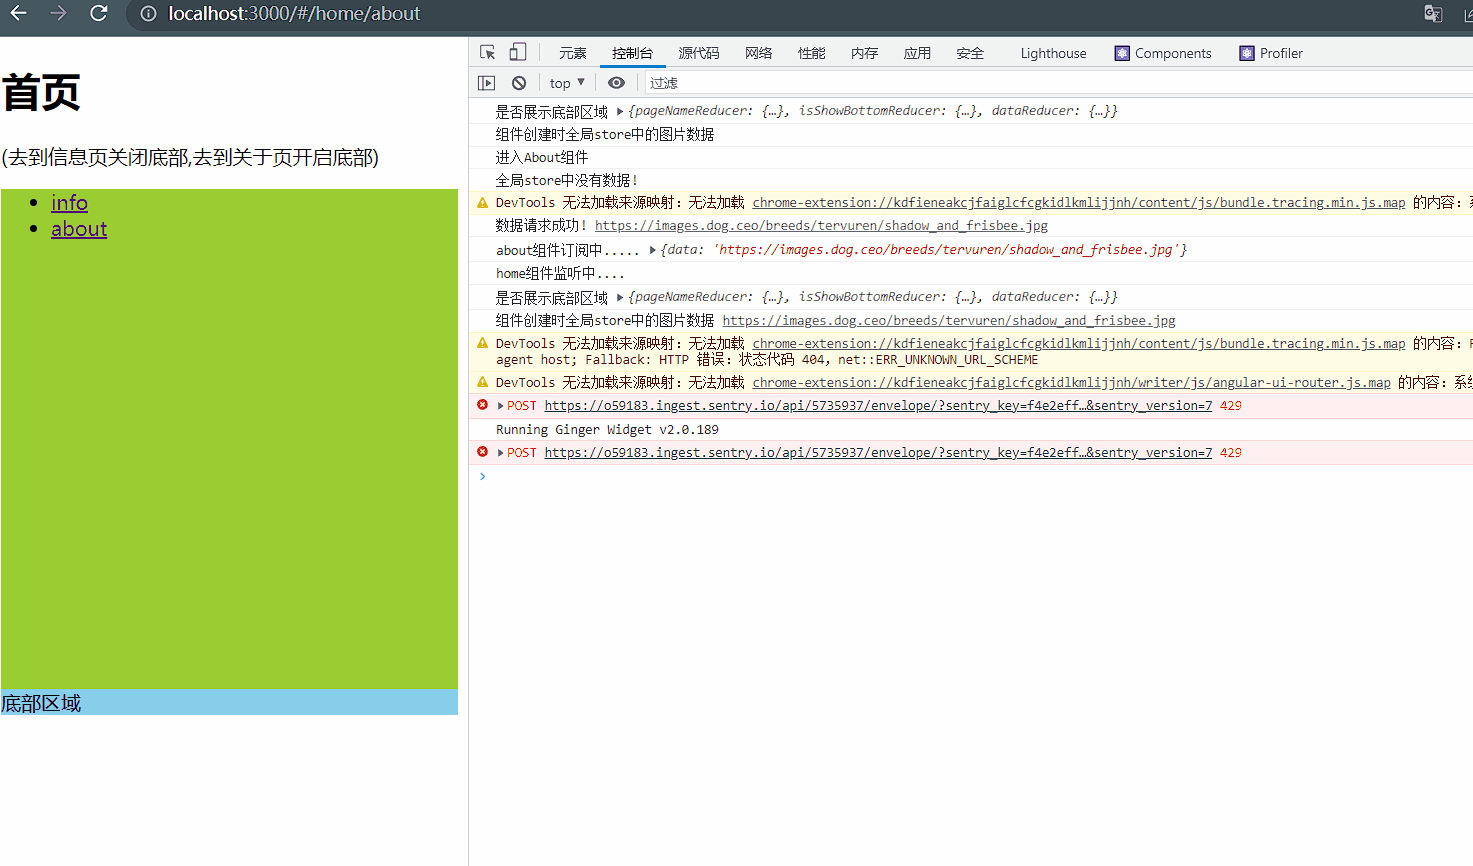 localhost:3000/#/home/about
首页
(去到信息页关闭底部,去到关于页开启底部)
info
about
底部区域
元素 控制台 源代码 网络 性能 内存 应用 安全 Lighthouse Components Profiler
top 过滤
是否展示底部区域 {pageNameReducer: {…}, isShowBottomReducer: {…}, dataReducer: {…}}
组件创建时全局store中的图片数据
进入About组件
全局store中没有数据!
DevTools 无法加载来源映射: 无法加载 chrome-extension://kdfieneakcjfaiglcfcgkidlkmlijjnh/content/js/bundle.tracing.min.js.map 的内容:
数据请求成功! https://images.dog.ceo/breeds/tervuren/shadow_and_frisbee.jpg
about组件订阅中..... {data: 'https://images.dog.ceo/breeds/tervuren/shadow_and_frisbee.jpg'}
home组件监听中....
是否展示底部区域 {pageNameReducer: {…}, isShowBottomReducer: {…}, dataReducer: {…}}
组件创建时全局store中的图片数据 https://images.dog.ceo/breeds/tervuren/shadow_and_frisbee.jpg
DevTools 无法加载来源映射: 无法加载 chrome-extension://kdfieneakcjfaiglcfcgkidlkmlijjnh/content/js/bundle.tracing.min.js.map 的内容:
agent host; Fallback: HTTP 错误: 状态代码 404, net::ERR_UNKNOWN_URL_SCHEME
DevTools 无法加载来源映射: 无法加载 chrome-extension://kdfieneakcjfaiglcfcgkidlkmlijjnh/writer/js/angular-ui-router.js.map 的内容: 系
POST https://o59183.ingest.sentry.io/api/5735937/envelope/?sentry_key=f4e2eff…&sentry_version=7 429
Running Ginger Widget v2.0.189
POST https://o59183.ingest.sentry.io/api/5735937/envelope/?sentry_key=f4e2eff…&sentry_version=7 429